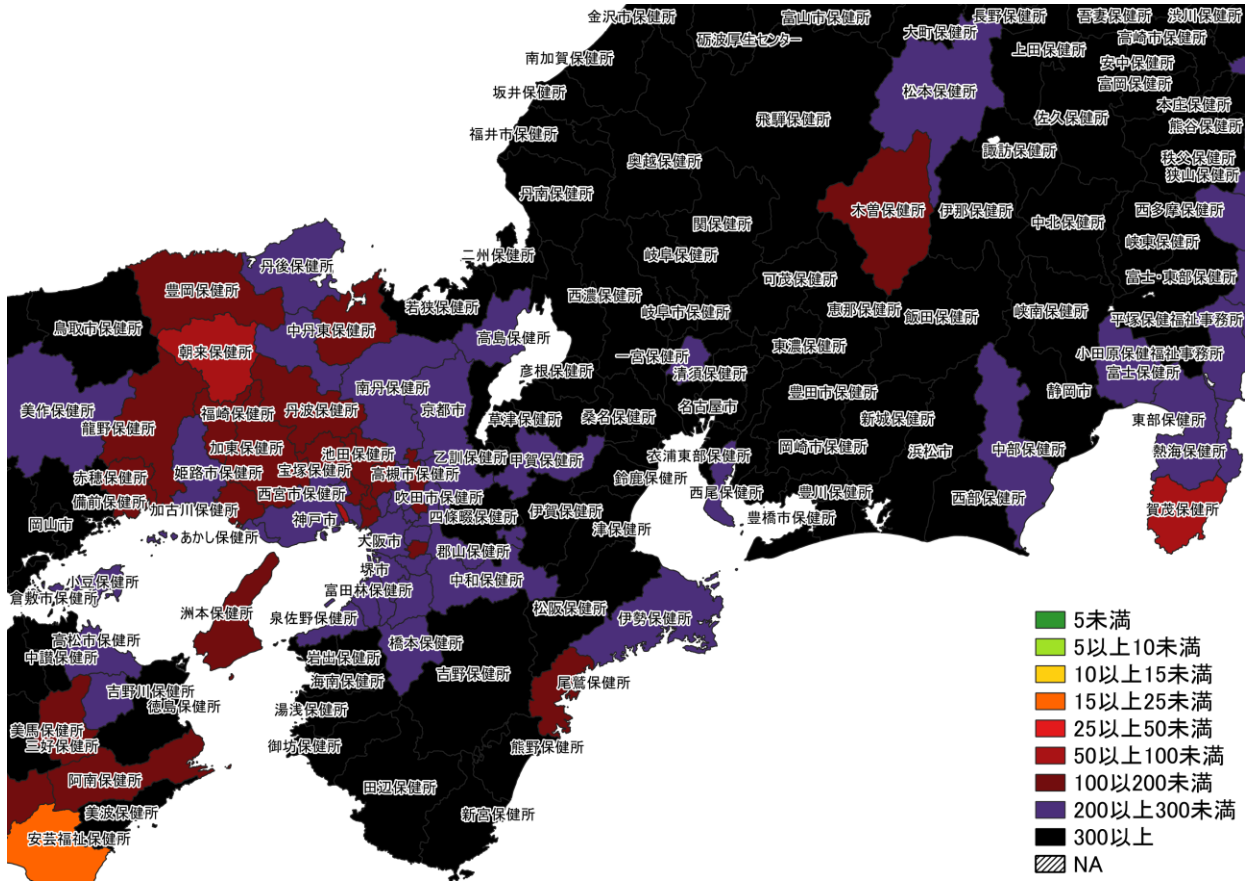 金沢市保健所
富山市保健所
長野保健所
吾妻保健所
渋川保健所
砺波厚生センター
大町保健所
上田保健所
高崎市保健所
南加賀保健所
安中保健所
富岡保健所
坂井保健所
松本保健所
本庄保健所
飛騨保健所
佐久保健所
熊谷保健所
福井市保健所
奥越保健所
諏訪保健所
秩父保健所
狭山保健所
丹南保健所
木曽保健所
伊那保健所
西多摩保健所
関保健所
中北保健所
峡東保健所
二州保健所
岐阜保健所
丹後保健所
可茂保健所
富士・東部保健所
豊岡保健所
西濃保健所
若狭保健所
恵那保健所
飯田保健所
峡南保健所
岐阜市保健所
平塚保健福祉事務所
鳥取市保健所
中丹東保健所
高島保健所
東濃保健所
朝来保健所
一宮保健所
小田原保健福祉事務所
彦根保健所
清須保健所
富士保健所
南丹保健所
豊田市保健所
静岡市
美作保健所
福崎保健所
丹波保健所
京都市
名古屋市
草津保健所
桑名保健所
新城保健所
東部保健所
龍野保健所
加東保健所
池田保健所
岡崎市保健所
浜松市
中部保健所
熱海保健所
乙訓保健所
甲賀保健所
衣浦東部保健所
姫路市保健所
宝塚保健所
高槻市保健所
赤穂保健所
鈴鹿保健所
西尾保健所
豊川保健所
西部保健所
備前保健所
西宮市保健所
吹田市保健所
賀茂保健所
加古川保健所
神戸市
四條畷保健所
伊賀保健所
豊橋市保健所
岡山市
あかし保健所
大阪市
郡山保健所
津保健所
堺市
小豆保健所
中和保健所
倉敷市保健所
富田林保健所
洲本保健所
泉佐野保健所
松阪保健所
伊勢保健所
高松市保健所
橋本保健所
中讃保健所
岩出保健所
吉野保健所
海南保健所
尾鷲保健所
吉野川保健所
徳島保健所
湯浅保健所
美馬保健所
三好保健所
御坊保健所
熊野保健所
阿南保健所
田辺保健所
美波保健所
新宮保健所
安芸福祉保健所
5未満
5以上10未満
10以上15未満
15以上25未満
25以上50未満
50以上100未満
100以200未満
200以上300未満
300以上
NA